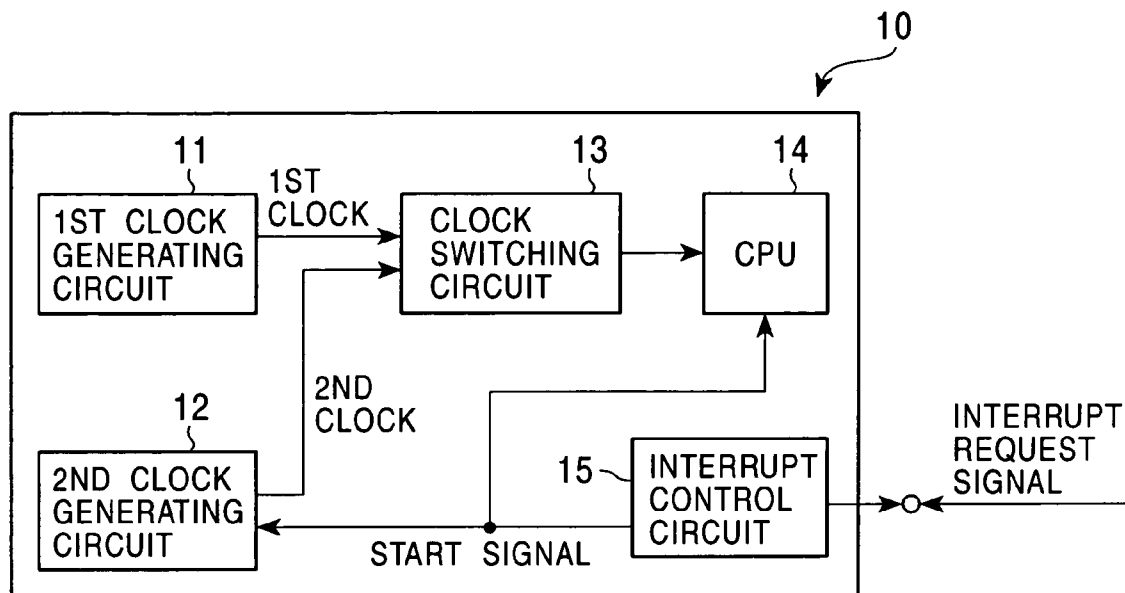 10
11
1ST CLOCK
GENERATING
CIRCUIT
1ST
CLOCK
13
CLOCK
SWITCHING
CIRCUIT
14
CPU
2ND
CLOCK
12
2ND CLOCK
GENERATING
CIRCUIT
START SIGNAL
15
INTERRUPT
CONTROL
CIRCUIT
INTERRUPT
REQUEST
SIGNAL